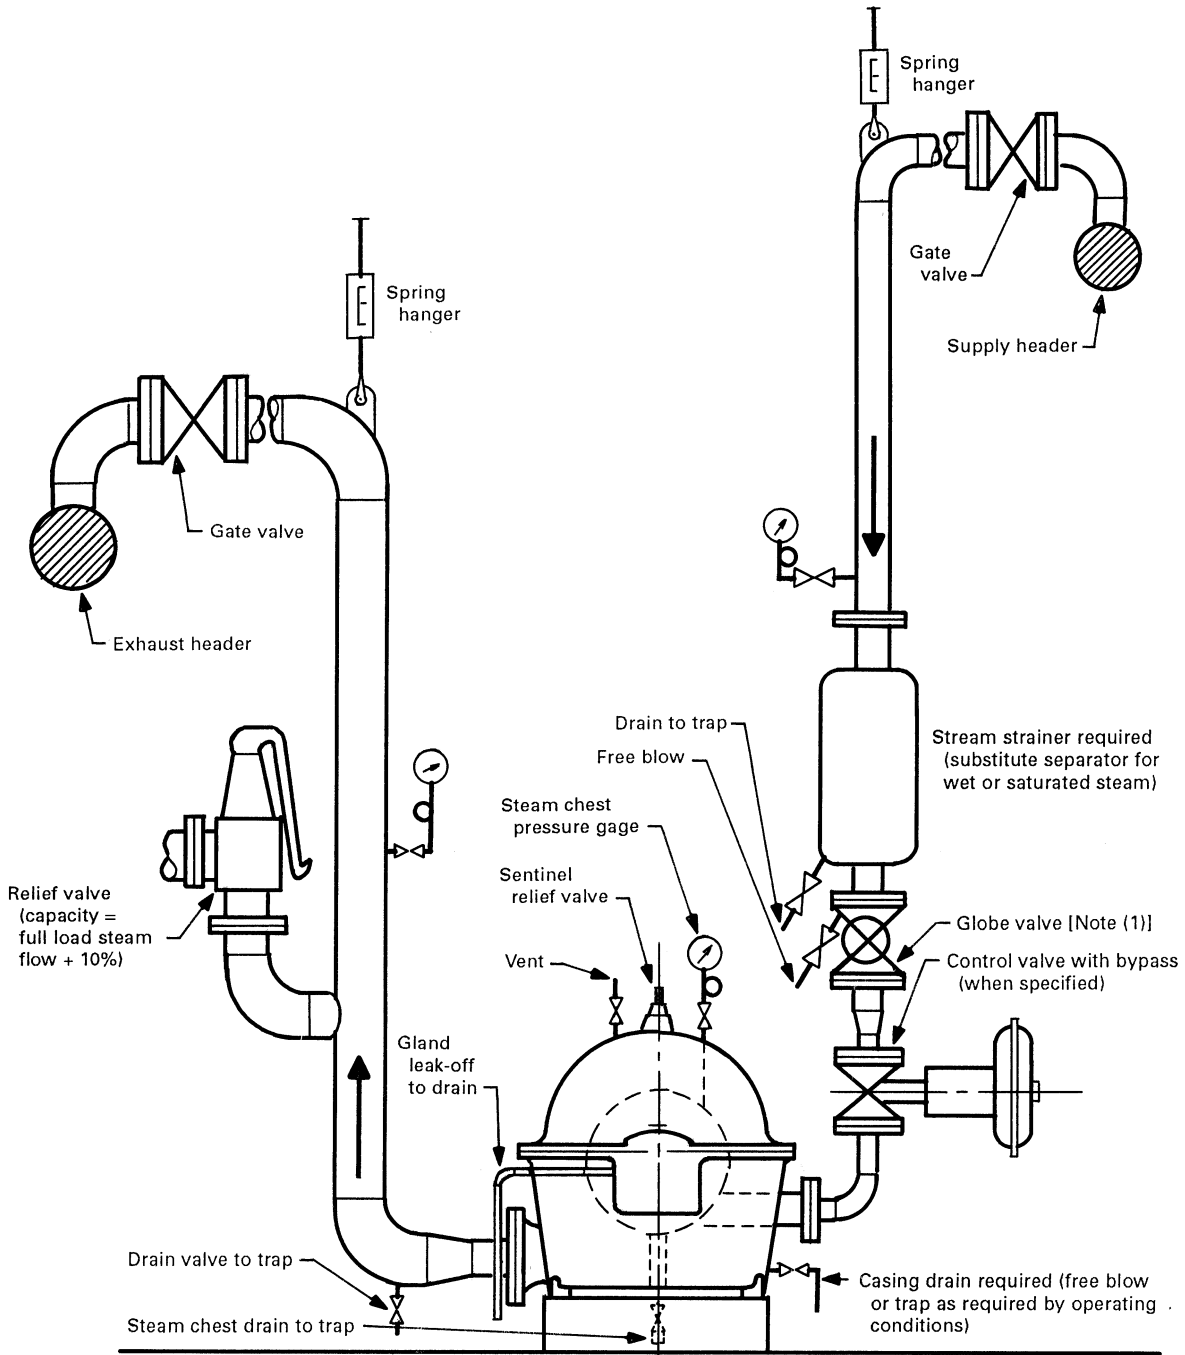 Spring
hanger
Gate
valve
Supply header
Spring
hanger
Gate valve
Exhaust header
Drain to trap
Free blow
Stream strainer required
(substitute separator for
wet or saturated steam)
Steam chest
pressure gage
Sentinel
relief valve
Relief valve
(capacity =
full load steam
flow + 10%)
Globe valve [Note (1)]
Vent
Control valve with bypass
(when specified)
Gland
leak-off
to drain
Drain valve to trap
Casing drain required (free blow
or trap as required by operating
conditions)
Steam chest drain to trap